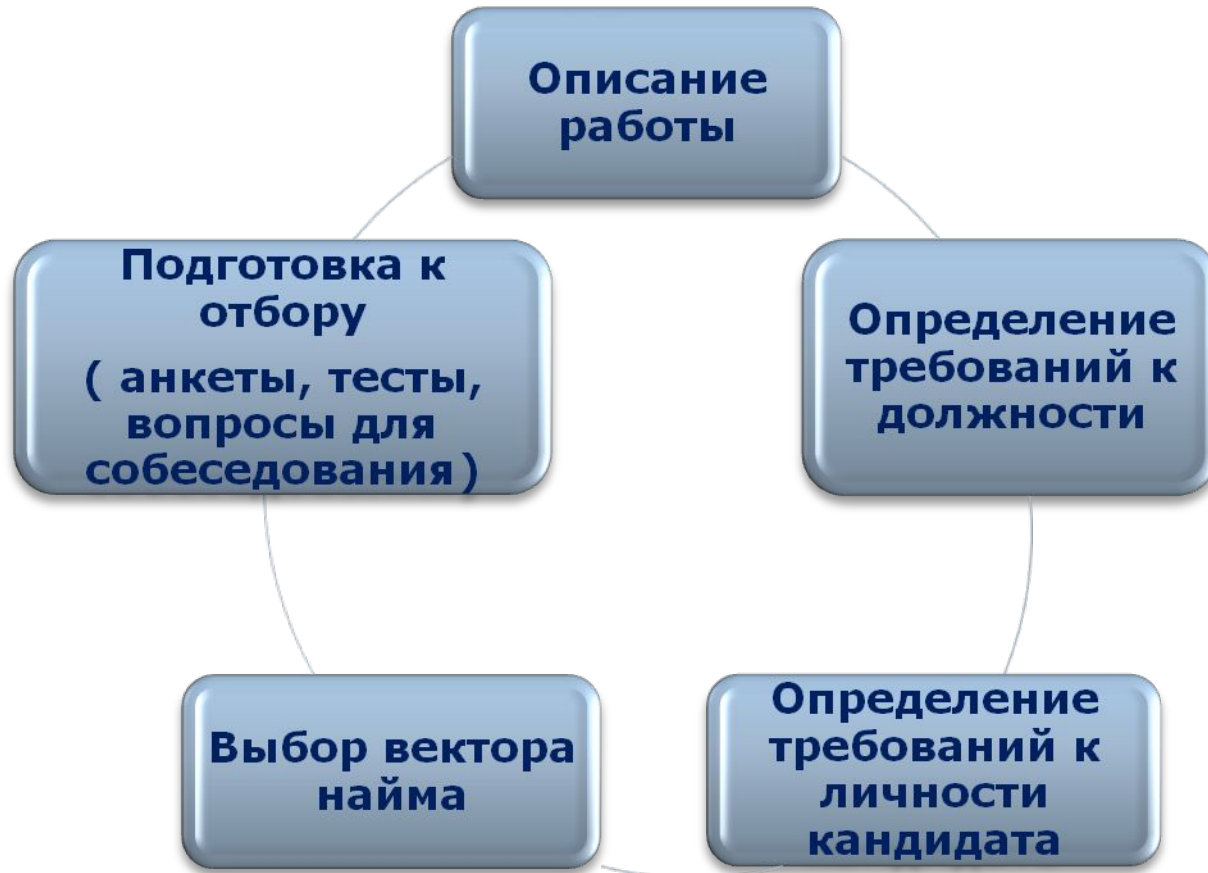 Описание
работы
Подготовка к
отбору
( анкеты, тесты,
вопросы для
собеседования)
Определение
требований к
должности
Выбор вектора
найма
Определение
требований к
личности
кандидата